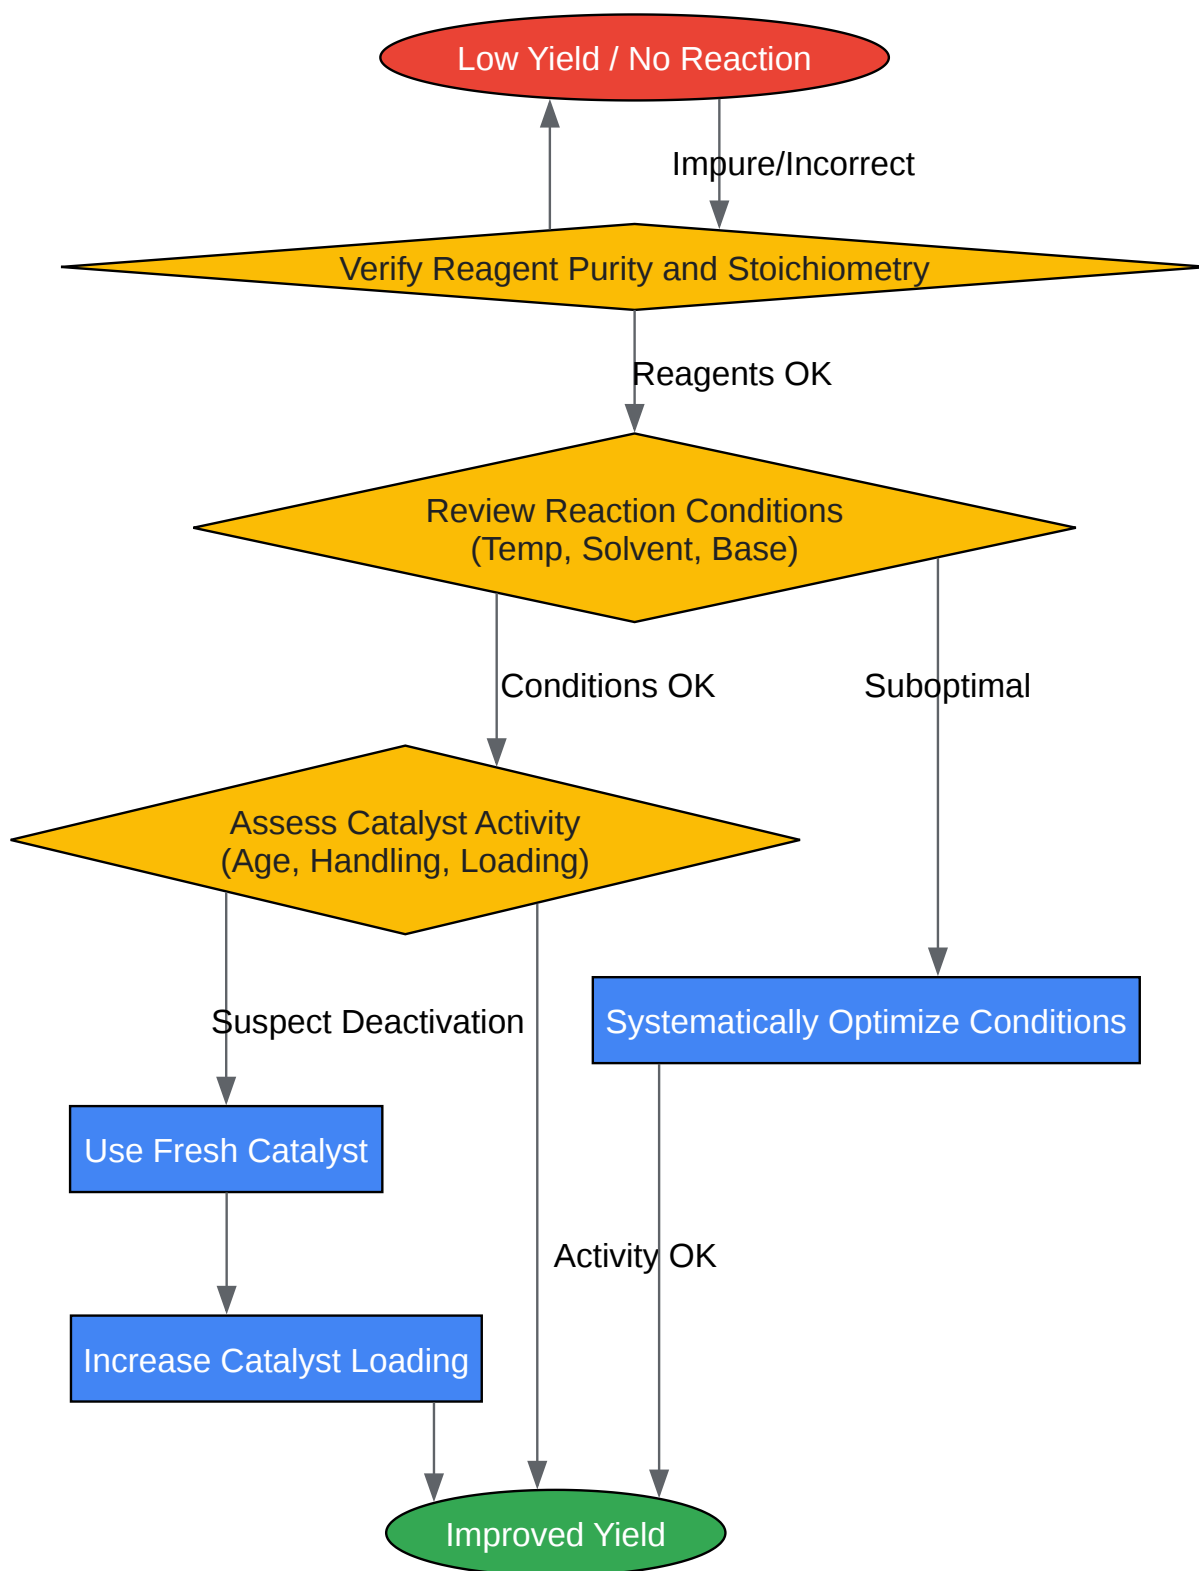 Low Yield / No Reaction
Impure/Incorrect
Verify Reagent Purity and Stoichiometry
Reagents OK
Review Reaction Conditions
(Temp, Solvent, Base)
Conditions OK
Suboptimal
Assess Catalyst Activity
(Age, Handling, Loading)
Suspect Deactivation
Systematically Optimize Conditions
Use Fresh Catalyst
Activity OK
Increase Catalyst Loading
Improved Yield